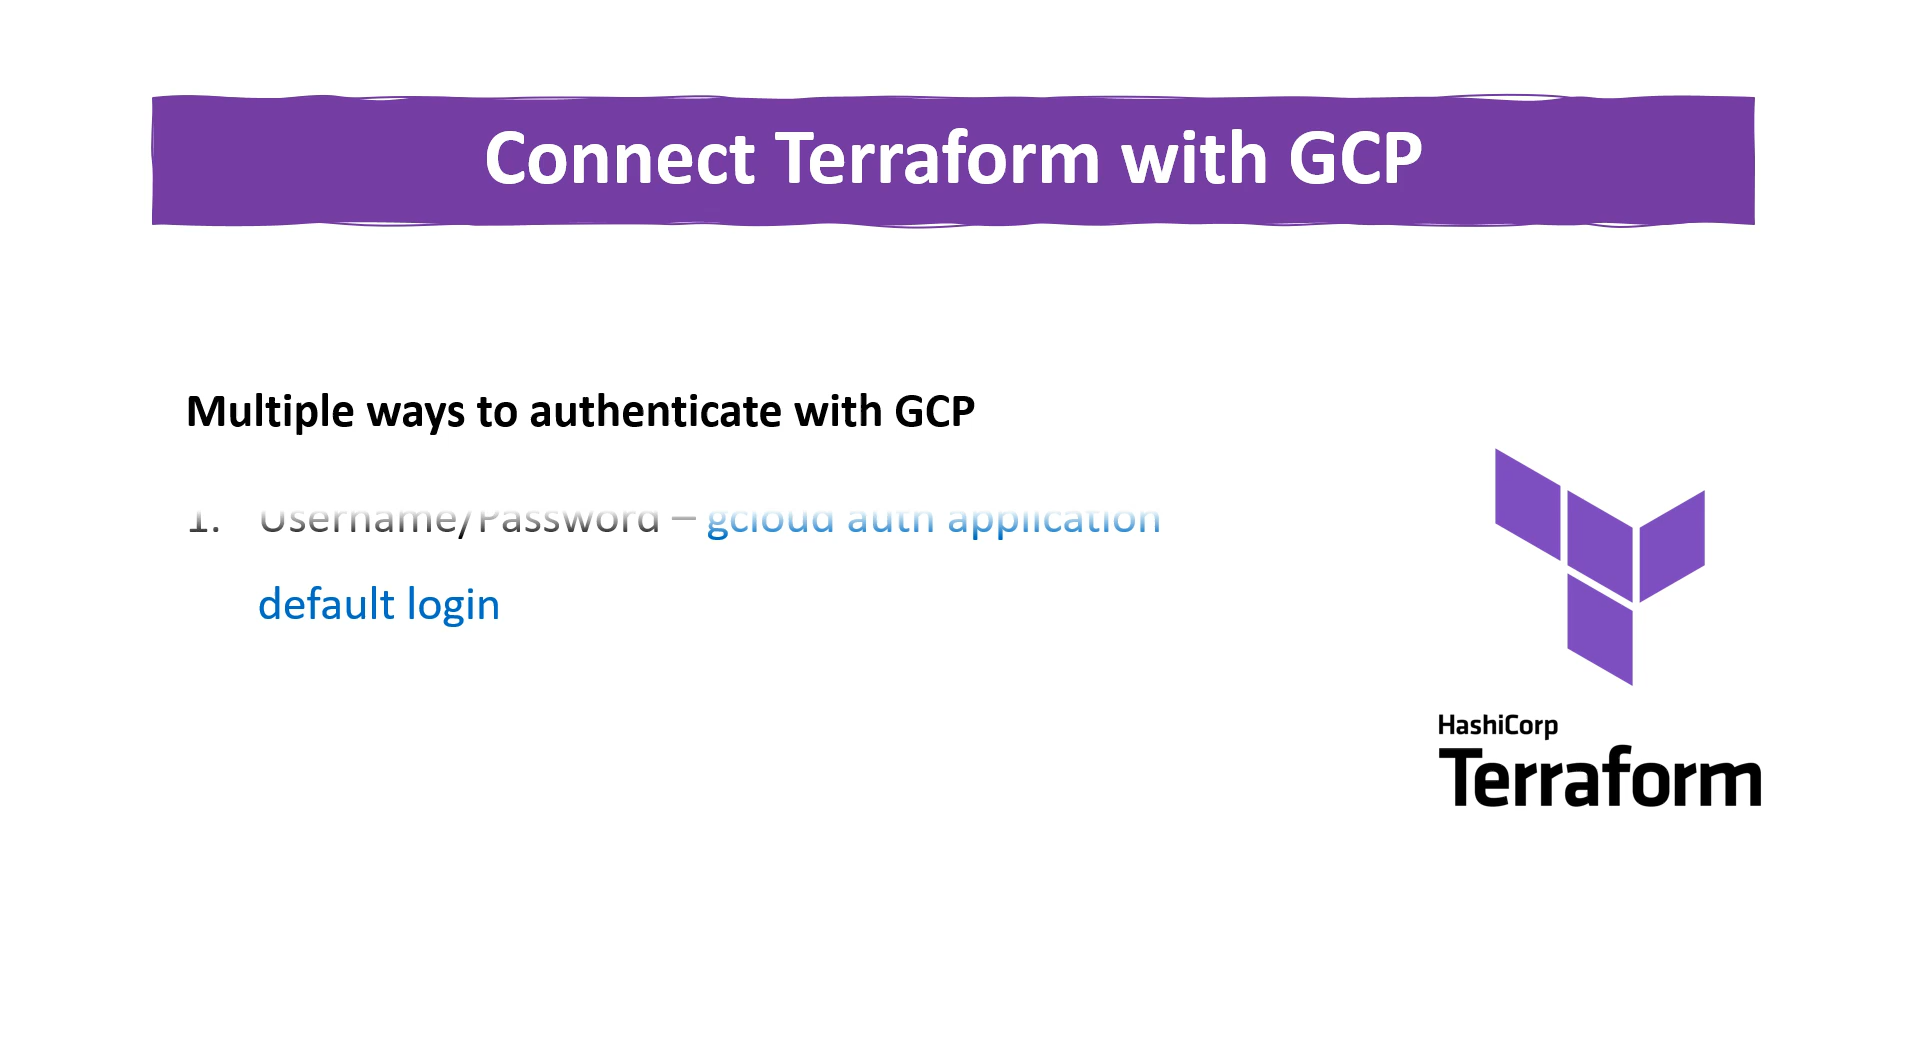 Connect Terraform with GCP
Multiple ways to authenticate with GCP
1. Username/Password – gcloud auth application
default login
HashiCorp
Terraform